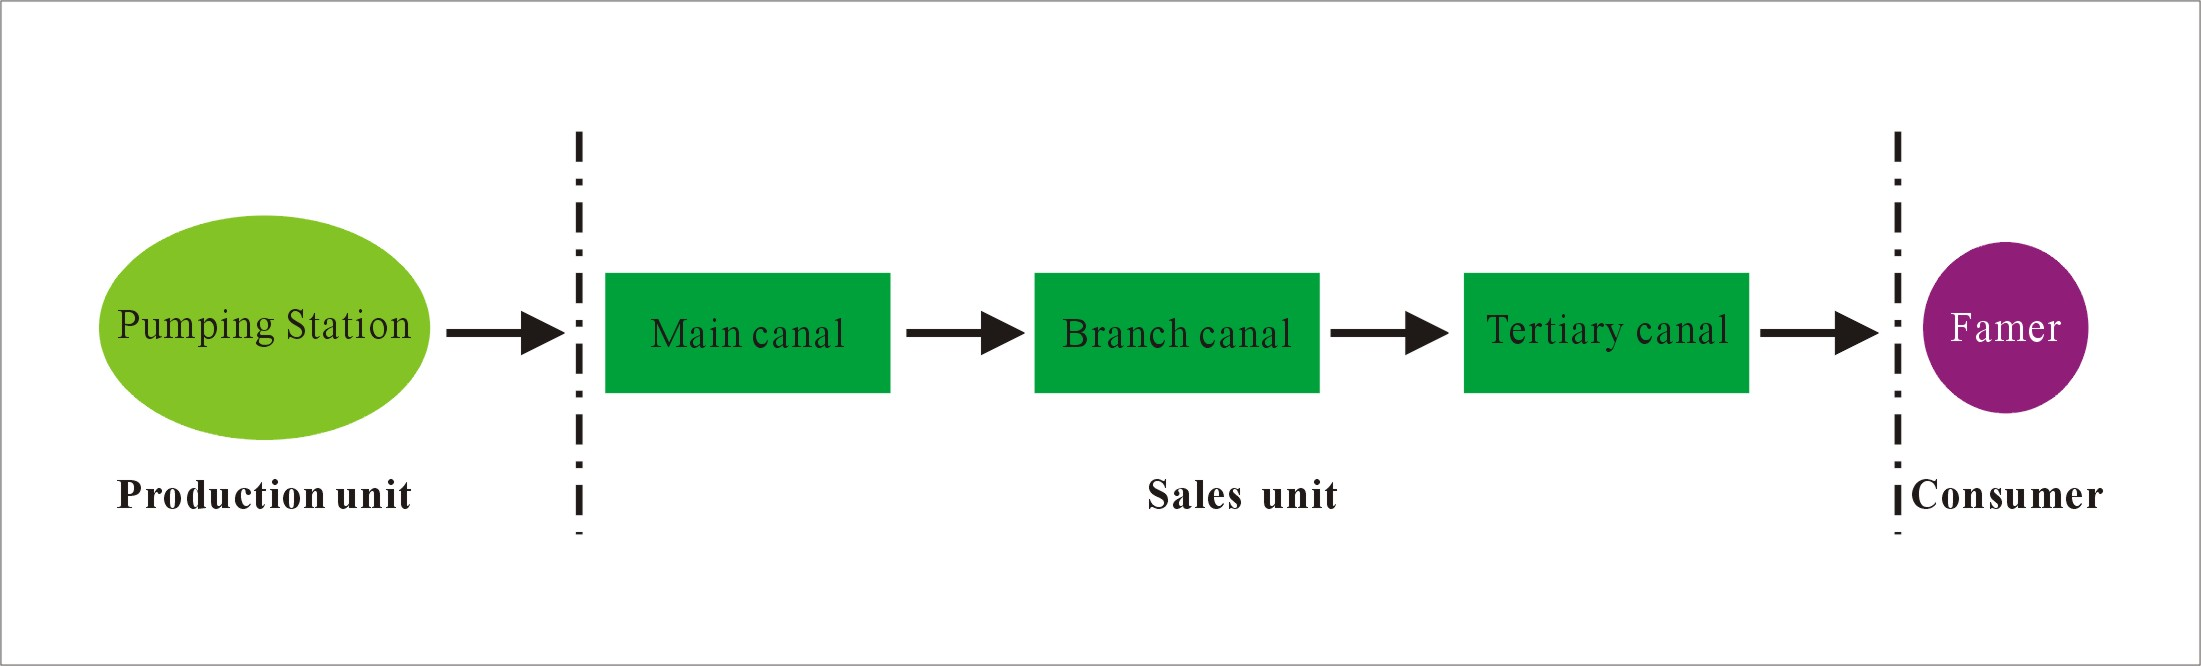 Pumping Station
Main canal
Branch canal
Tertiary canal
Famer
Production unit
Sales unit
Consumer